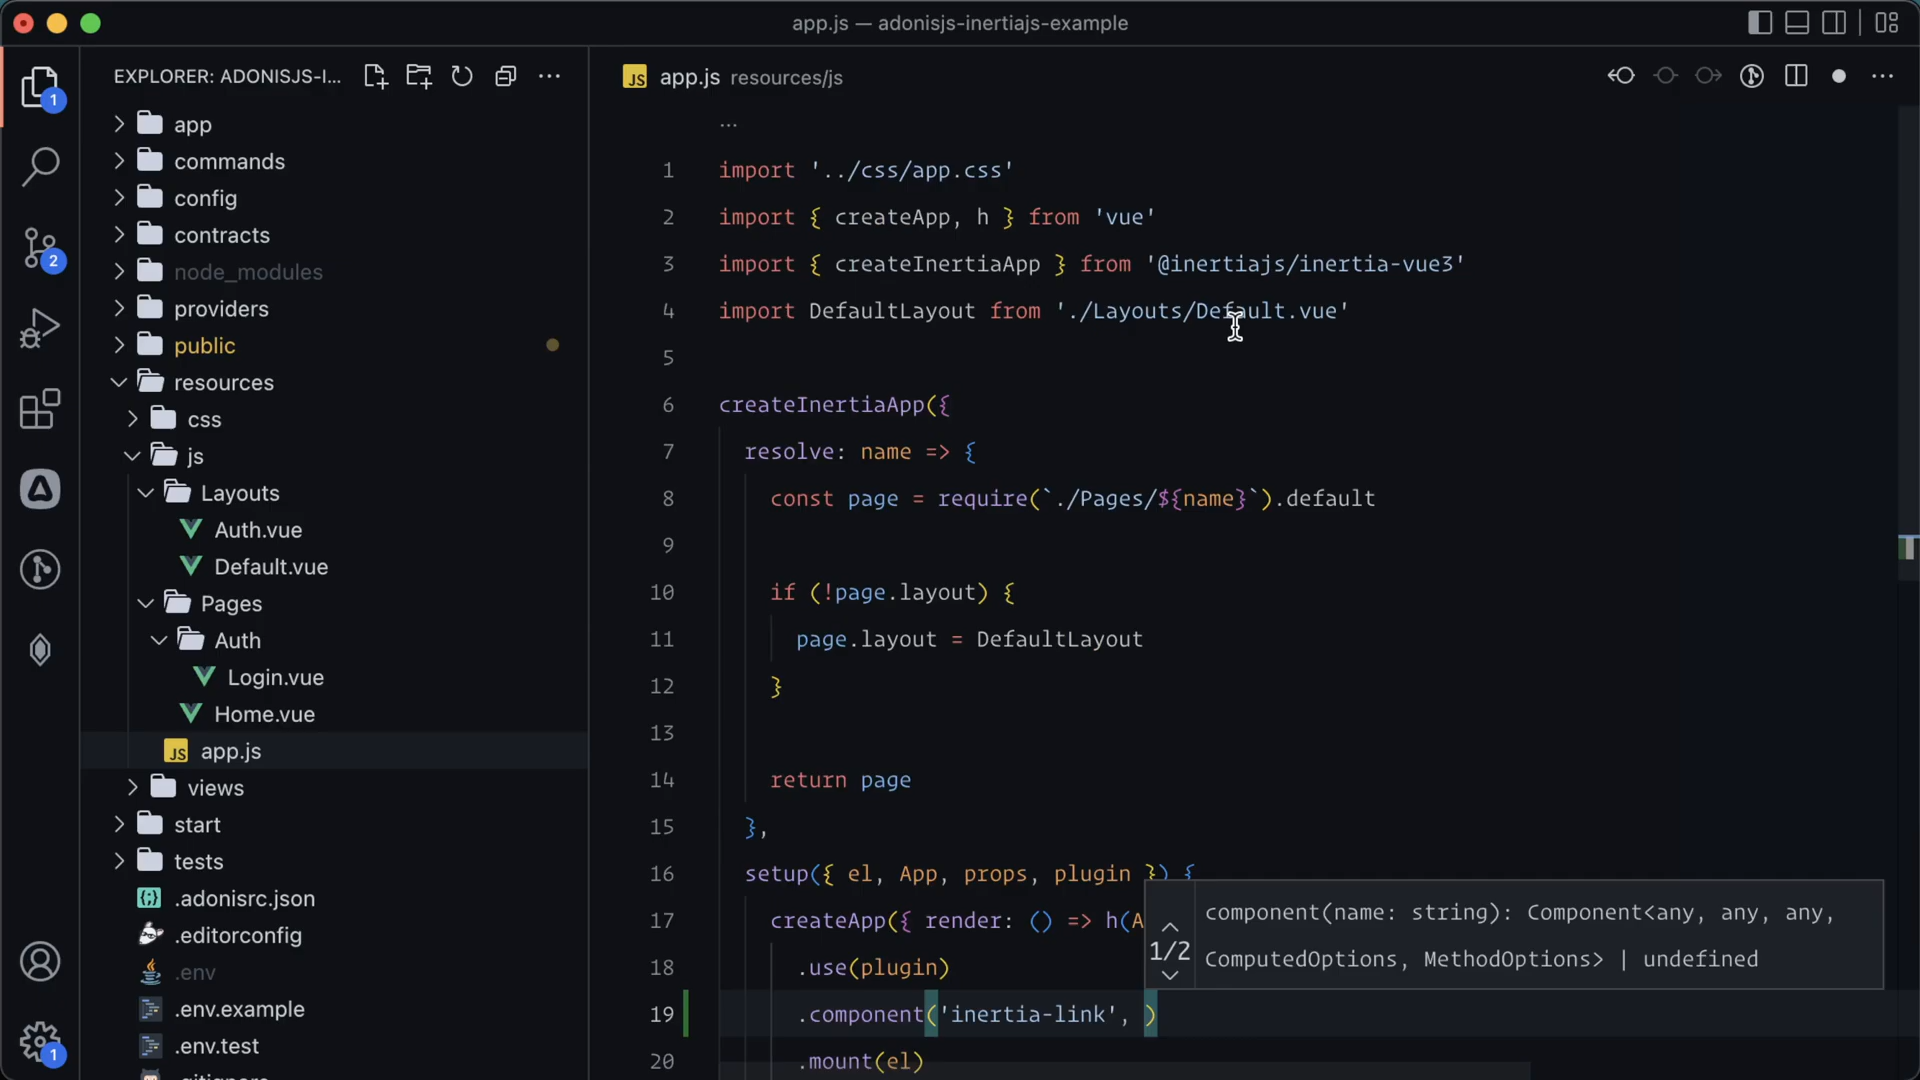 app.js — adonisjs-inertiajs-example
EXPLORER: ADONISJS-I...
app
commands
config
contracts
node_modules
providers
public
resources
css
js
Layouts
Auth.vue
Default.vue
Pages
Auth
Login.vue
Home.vue
JS app.js
views
start
tests
.adonisrc.json
.editorconfig
.env
.env.example
.env.test
1
2
1
JS app.js resources/js
...
1 import '../css/app.css'
2 import { createApp, h } from 'vue'
3 import { createInertiaApp } from '@inertiajs/inertia-vue3'
4 import DefaultLayout from './Layouts/Default.vue'
5
6 createInertiaApp({
7 resolve: name => {
8 const page = require(`./Pages/${name}`).default
9
10 if (!page.layout) {
11 page.layout = DefaultLayout
12 }
13
14 return page
15 },
16 setup({ el, App, props, plugin }) {
17 createApp({ render: () => h(A
18 .use(plugin)
19 .component('inertia-link', )
20 .mount(el)
1/2
component(name: string): Component<any, any, any,
ComputedOptions, MethodOptions> | undefined